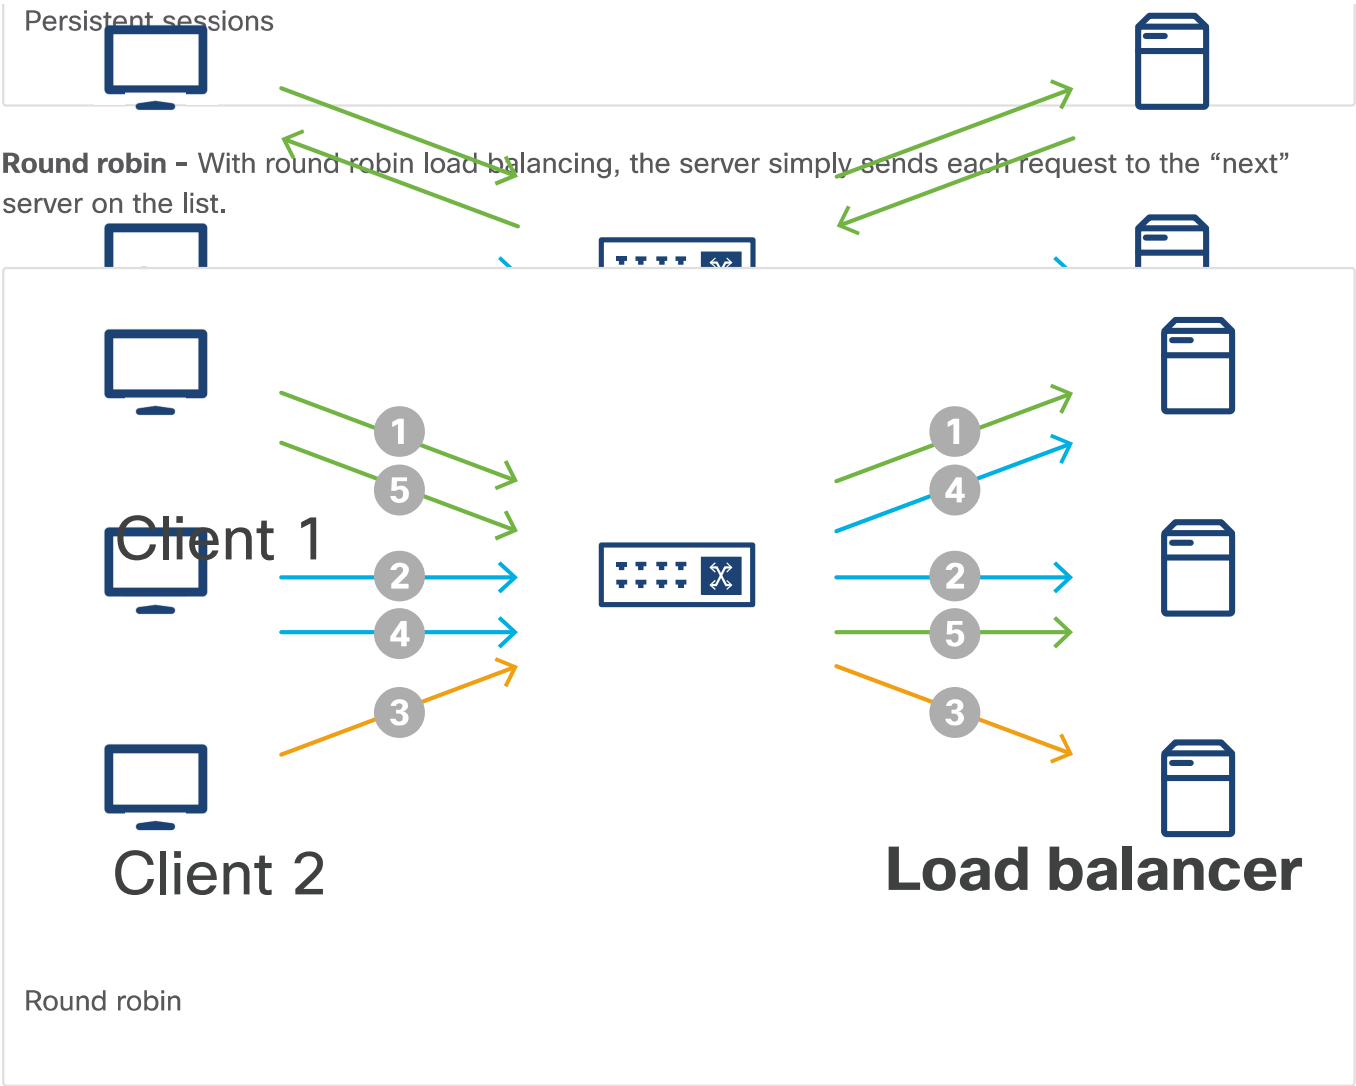 Persistent sessions
Round robin – With round robin load balancing, the server simply sends each request to the “next”
server on the list.
1
1
5
4
Client 1
2
2
4
5
3
3
Client 2
Load balancer
Round robin